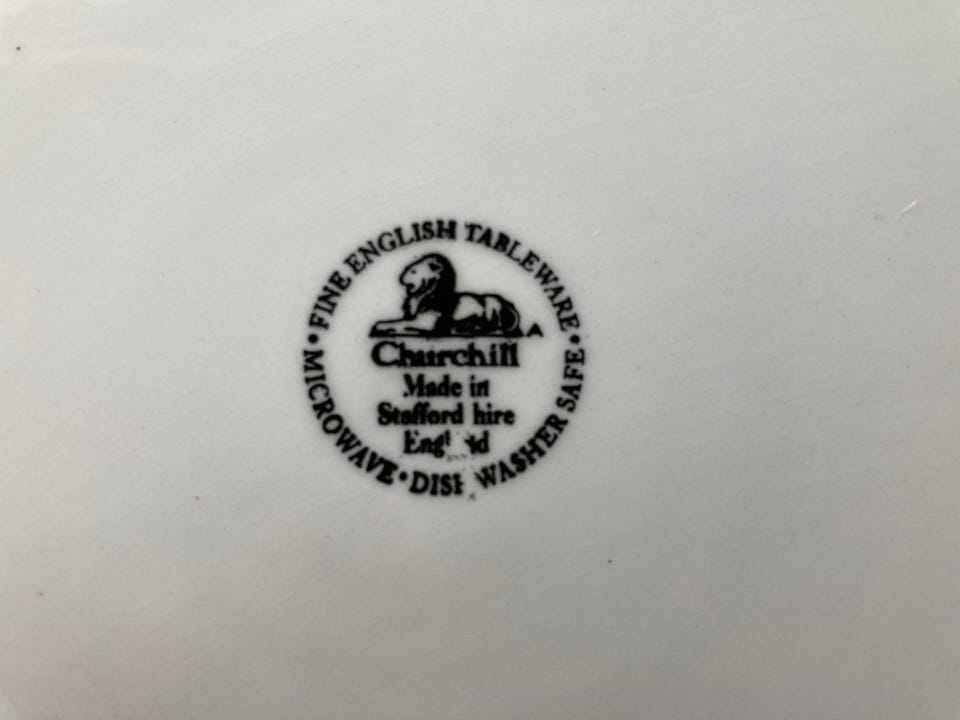 • FINE ENGLISH TABLEWARE •
A
Churchill
Made in
Stafford hire
MICROWAVE • WASHER SAFE